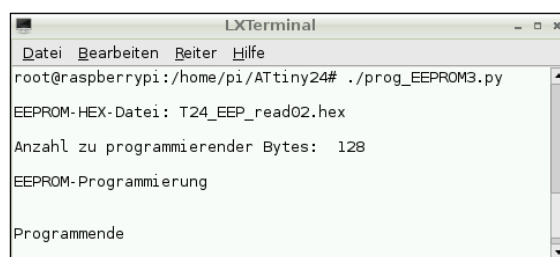 LXTerminal
Datei Bearbeiten Reiter Hilfe
root@raspberrypi:/home/pi/ATtiny24# ./prog_EEPROM3.py
EEPROM-HEX-Datei: T24_EEP_read02.hex
Anzahl zu programmierender Bytes: 128
EEPROM-Programmierung
Programmende